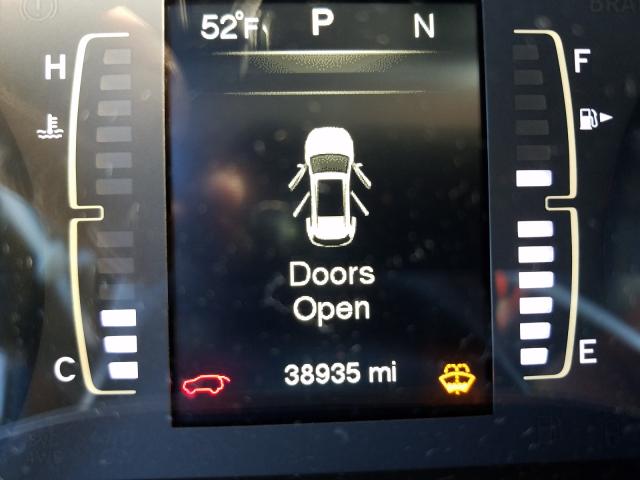 52°F P N
H
F
Doors
Open
C
E
38935 mi